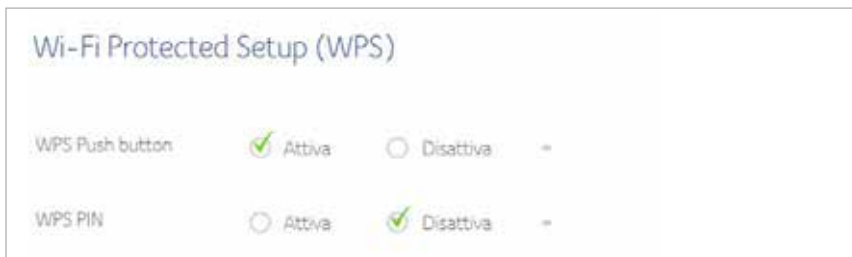 Wi-Fi Protected Setup (WPS)
WPS Push button Attiva Disattiva -
WPS PIN Attiva Disattiva -